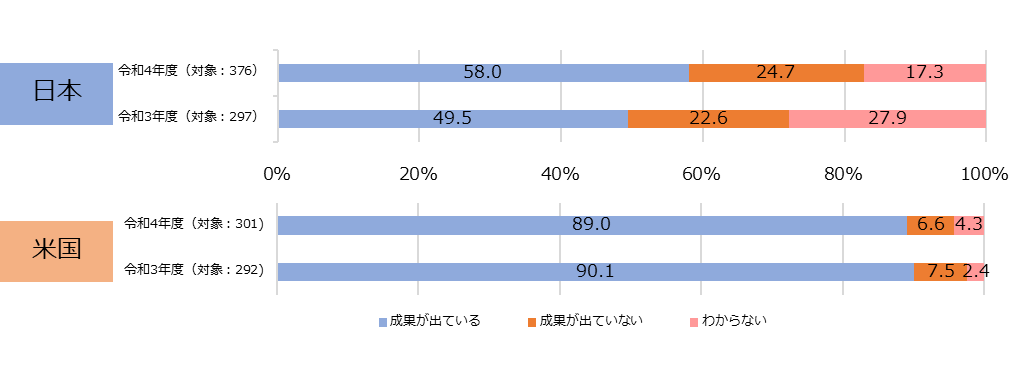 日本
令和4年度（対象：376）
58.0 24.7 17.3
令和3年度（対象：297）
49.5 22.6 27.9
0% 20% 40% 60% 80% 100%
米国
令和4年度（対象：301)
89.0 6.6 4.3
令和3年度（対象：292)
90.1 7.5 2.4
成果が出ている 成果が出ていない わからない